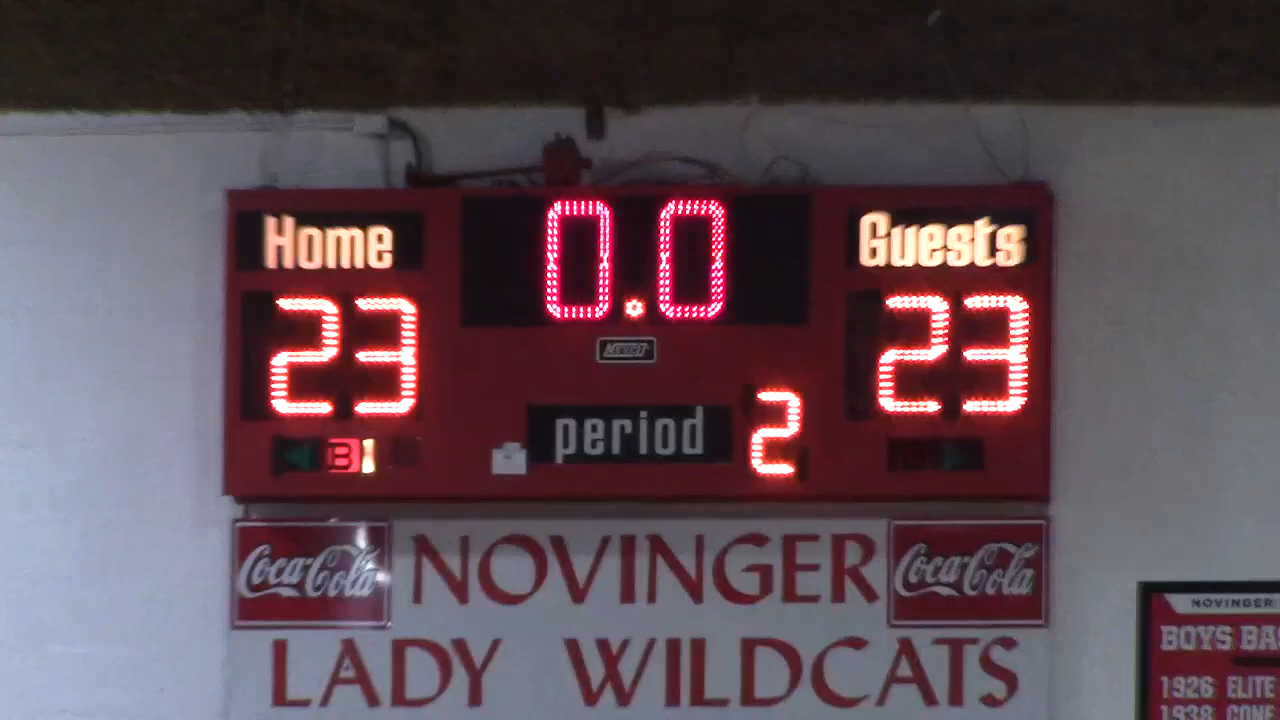 0.0
Home
Guests
23
23
period 2
B
Coca-Cola
NOVINGER
Coca-Cola
LADY WILDCATS
NOVINGER
BOYS BA
1926 ELITE
1938 CONF